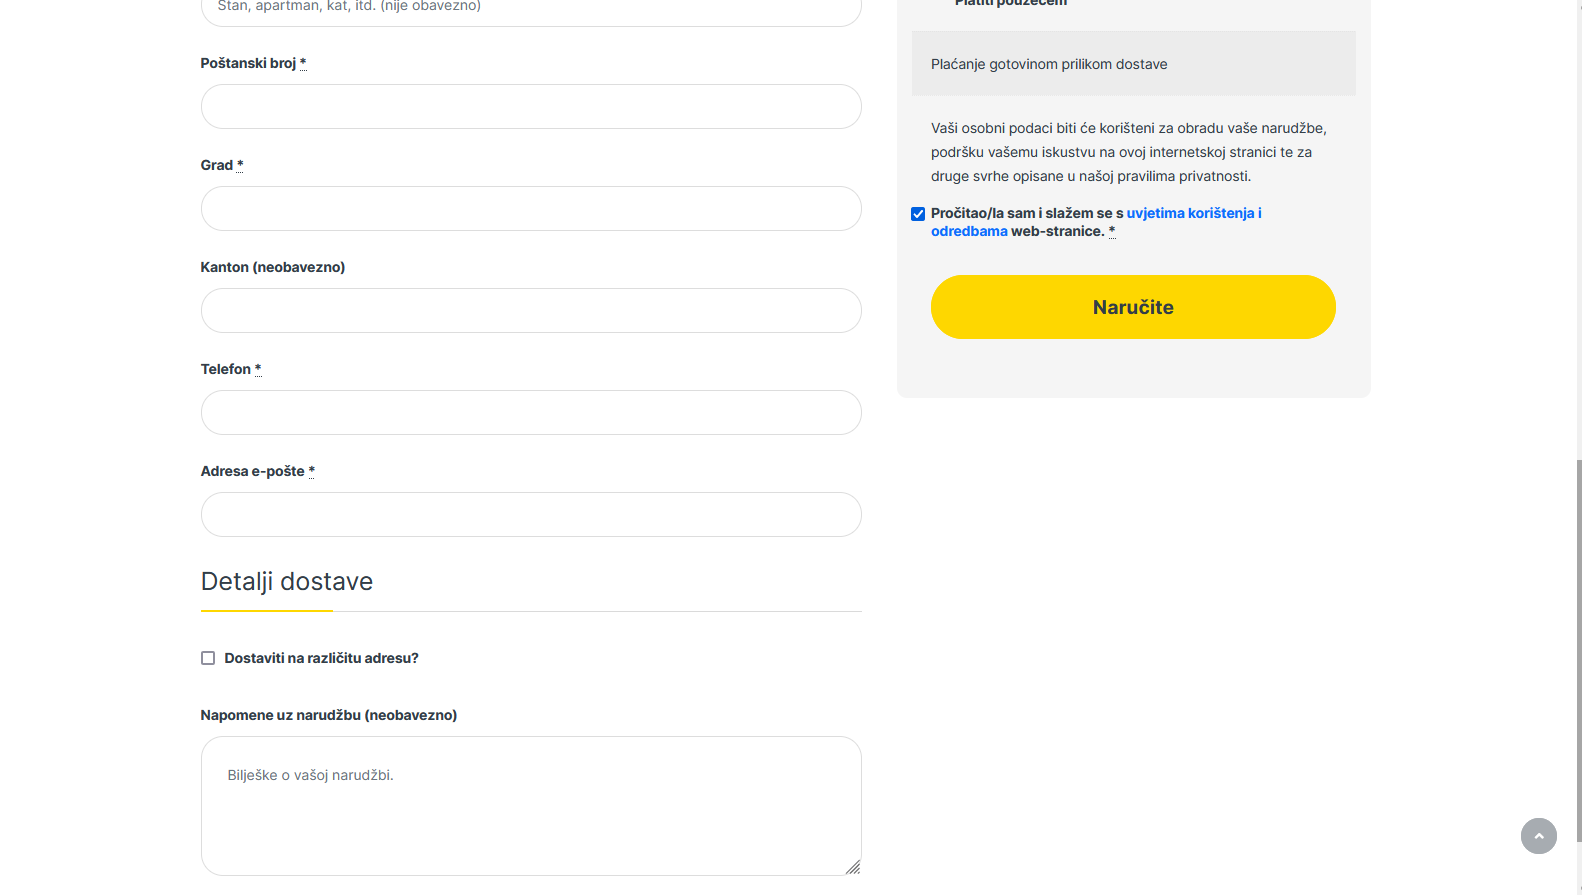 Stan, apartman, kat, itd. (nije obavezno)
Poštanski broj *
Grad *
Kanton (neobavezno)
Telefon *
Adresa e-pošte *
Detalji dostave
Dostaviti na različitu adresu?
Napomene uz narudžbu (neobavezno)
Bilješke o vašoj narudžbi.
Platiti pouzećem
Plaćanje gotovinom prilikom dostave
Vaši osobni podaci biti će korišteni za obradu vaše narudžbe,
podršku vašemu iskustvu na ovoj internetskoj stranici te za
druge svrhe opisane u našoj pravilima privatnosti.
Pročitao/la sam i slažem se s uvjetima korištenja i
odredbama web-stranice. *
Naručite